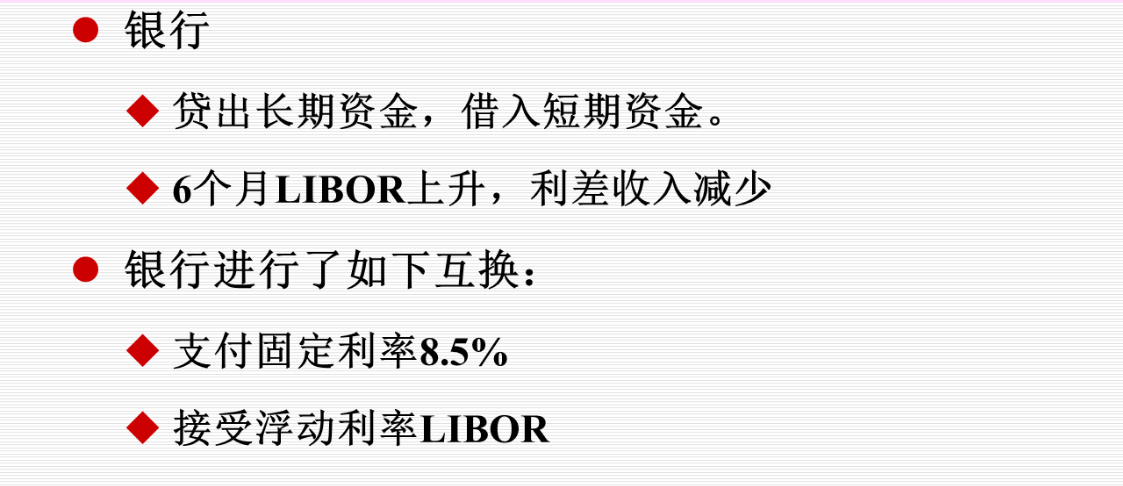 银行
贷出长期资金，借入短期资金。
6个月LIBOR上升，利差收入减少
银行进行了如下互换：
支付固定利率8.5%
接受浮动利率LIBOR